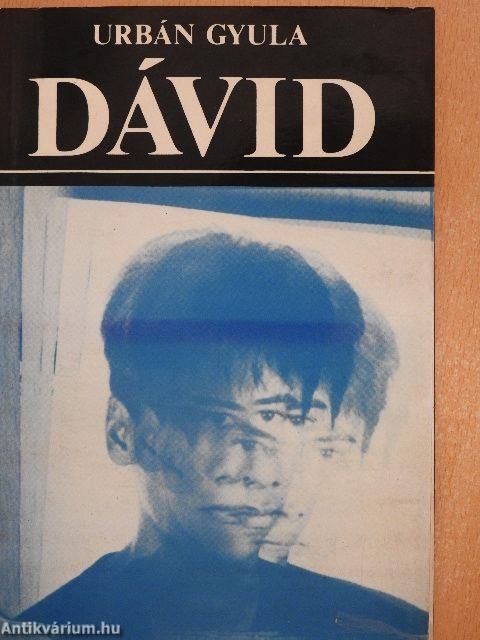 URBÁN GYULA
DÁVID
Antikvárium.hu